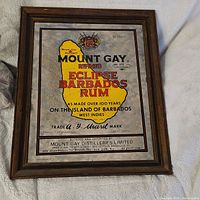 MOUNT GAY
REFINED
ECLIPSE
BARBADOS
RUM
AS MADE OVER 100 YEARS
ON THE ISLAND OF BARBADOS
WEST INDIES
TRADE MARK
MOUNT GAY DISTILLERIES LIMITED